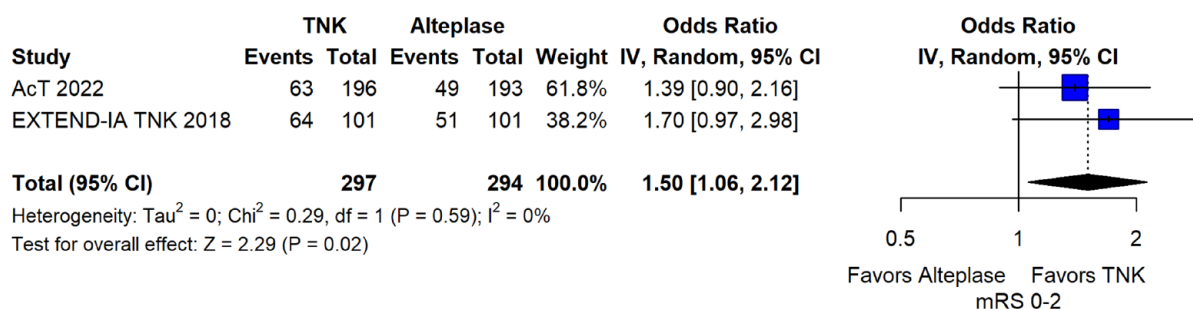 TNK Alteplase Odds Ratio Odds Ratio
Study Events Total Events Total Weight IV, Random, 95% CI IV, Random, 95% CI
AcT 2022 63 196 49 193 61.8% 1.39 [0.90, 2.16]
EXTEND-IA TNK 2018 64 101 51 101 38.2% 1.70 [0.97, 2.98]
Total (95% CI) 297 294 100.0% 1.50 [1.06, 2.12]
Heterogeneity: Tau² = 0; Chi² = 0.29, df = 1 (P = 0.59); I² = 0%
Test for overall effect: Z = 2.29 (P = 0.02)
0.5 1 2
Favors Alteplase Favors TNK
mRS 0-2